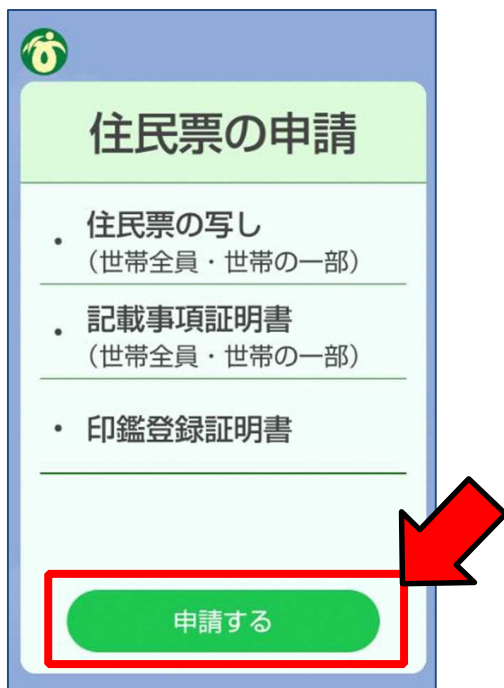 住民票の申請
・ 住民票の写し
（世帯全員・世帯の一部）
・ 記載事項証明書
（世帯全員・世帯の一部）
・ 印鑑登録証明書
申請する